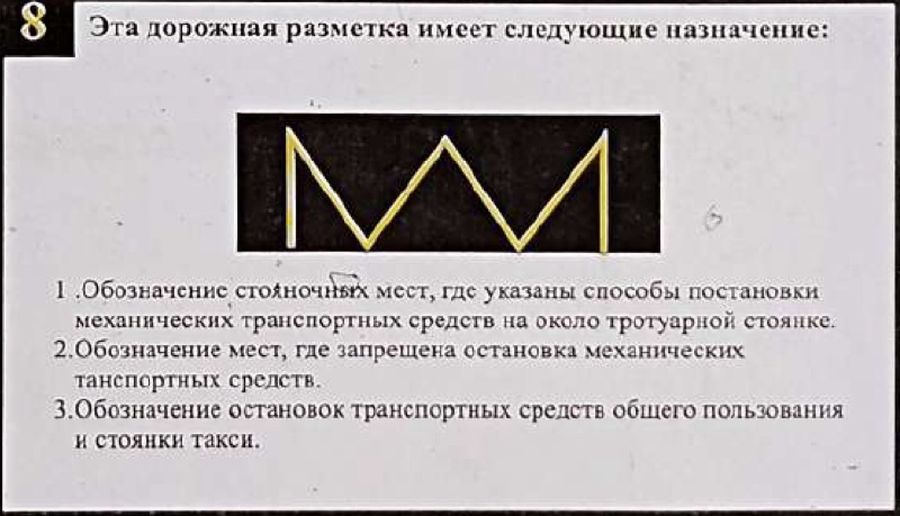 8 Эта дорожная разметка имеет следующие назначение:
1 .Обозначение стояночных мест, где указаны способы постановки
механических транспортных средств на около тротуарной стоянке.
2.Обозначение мест, где запрещена остановка механических
танспортных средств.
3.Обозначение остановок транспортных средств общего пользования
и стоянки такси.